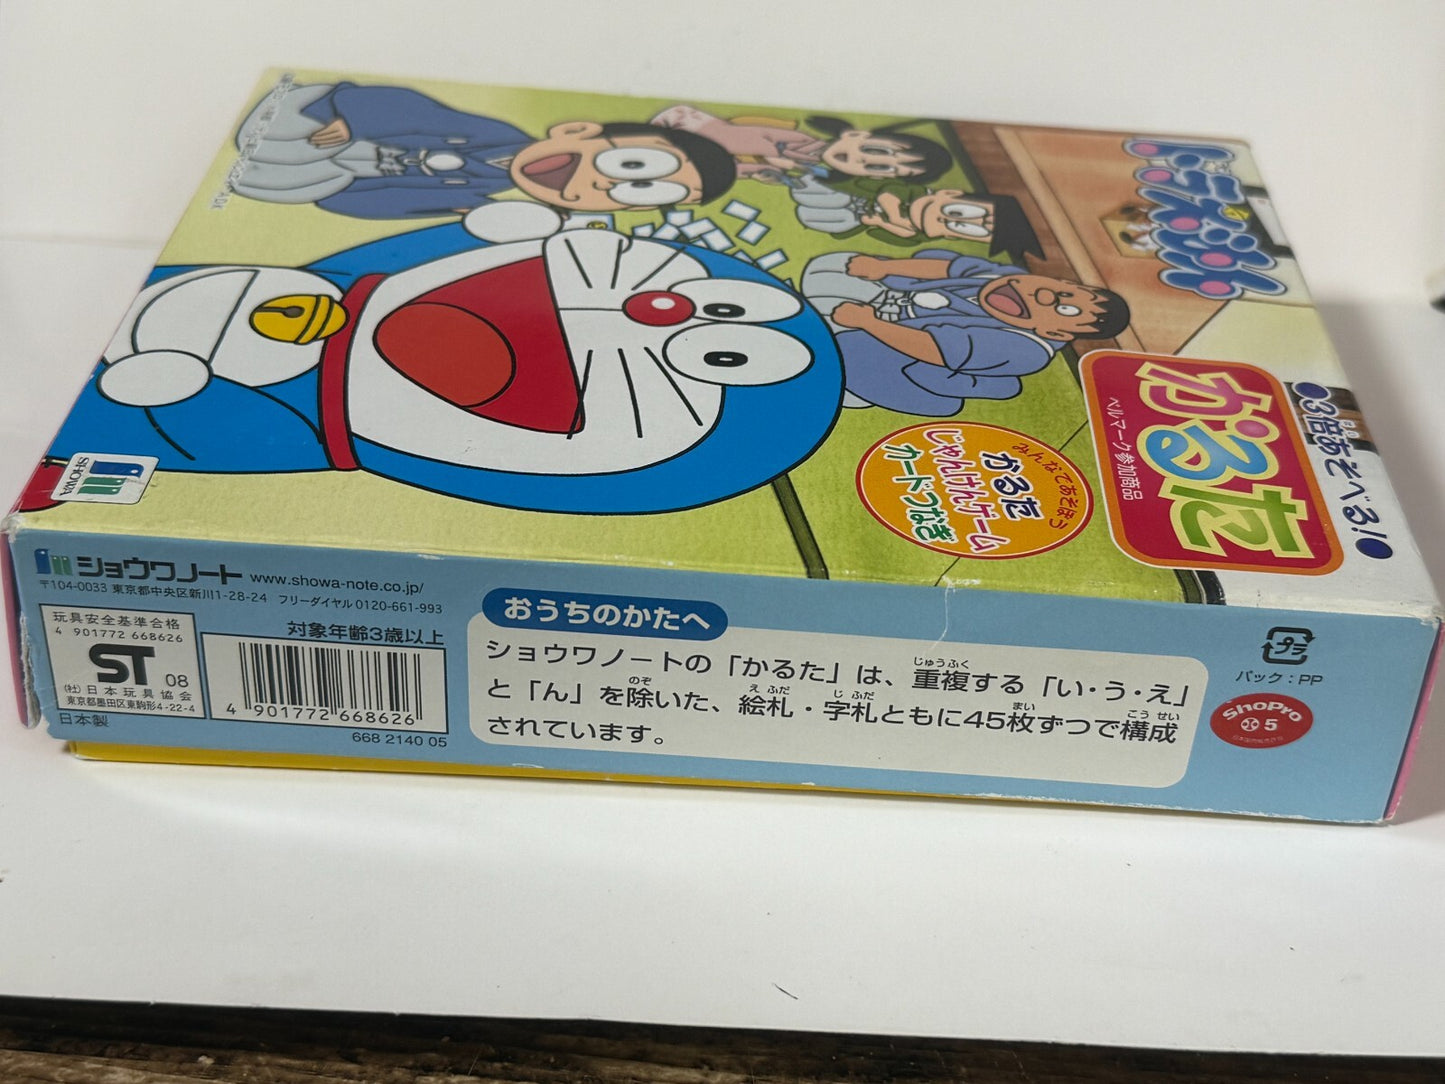 ドラえもん
●3倍あそべる!●
かるた
ベルマーク参加商品
みんなであそぼう
かるた
じゃんけんゲーム
カードつなぎ
SHOWA
ショウワノート www.showa-note.co.jp/
〒104-0033 東京都中央区新川1-28-24 フリーダイヤル0120-661-993
玩具安全基準合格
4 901772 668626
ST 08
(社)日本玩具協会
東京都墨田区東駒形4-22-4
日本製
対象年齢3歳以上
4 901772 668626
668 2140 05
おうちのかたへ
ショウワノートの「かるた」は、重複する「い・う・え」
と「ん」を除いた、絵札・字札ともに45枚ずつで構成
されています。
プラ
パック:PP
ShoPro
5